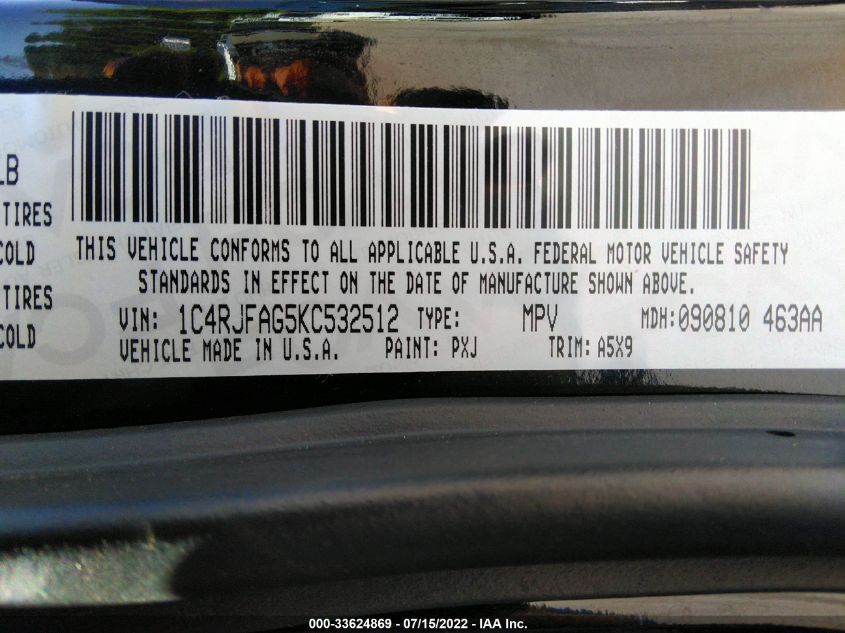 LB
TIRES
COLD
TIRES
COLD
THIS VEHICLE CONFORMS TO ALL APPLICABLE U.S.A. FEDERAL MOTOR VEHICLE SAFETY
STANDARDS IN EFFECT ON THE DATE OF MANUFACTURE SHOWN ABOVE.
VIN: 1C4RJFAG5KC532512 TYPE: MPV MDH:090810 463AA
VEHICLE MADE IN U.S.A. PAINT: PXJ TRIM: A5X9
000-33624869 - 07/15/2022 - IAA Inc.